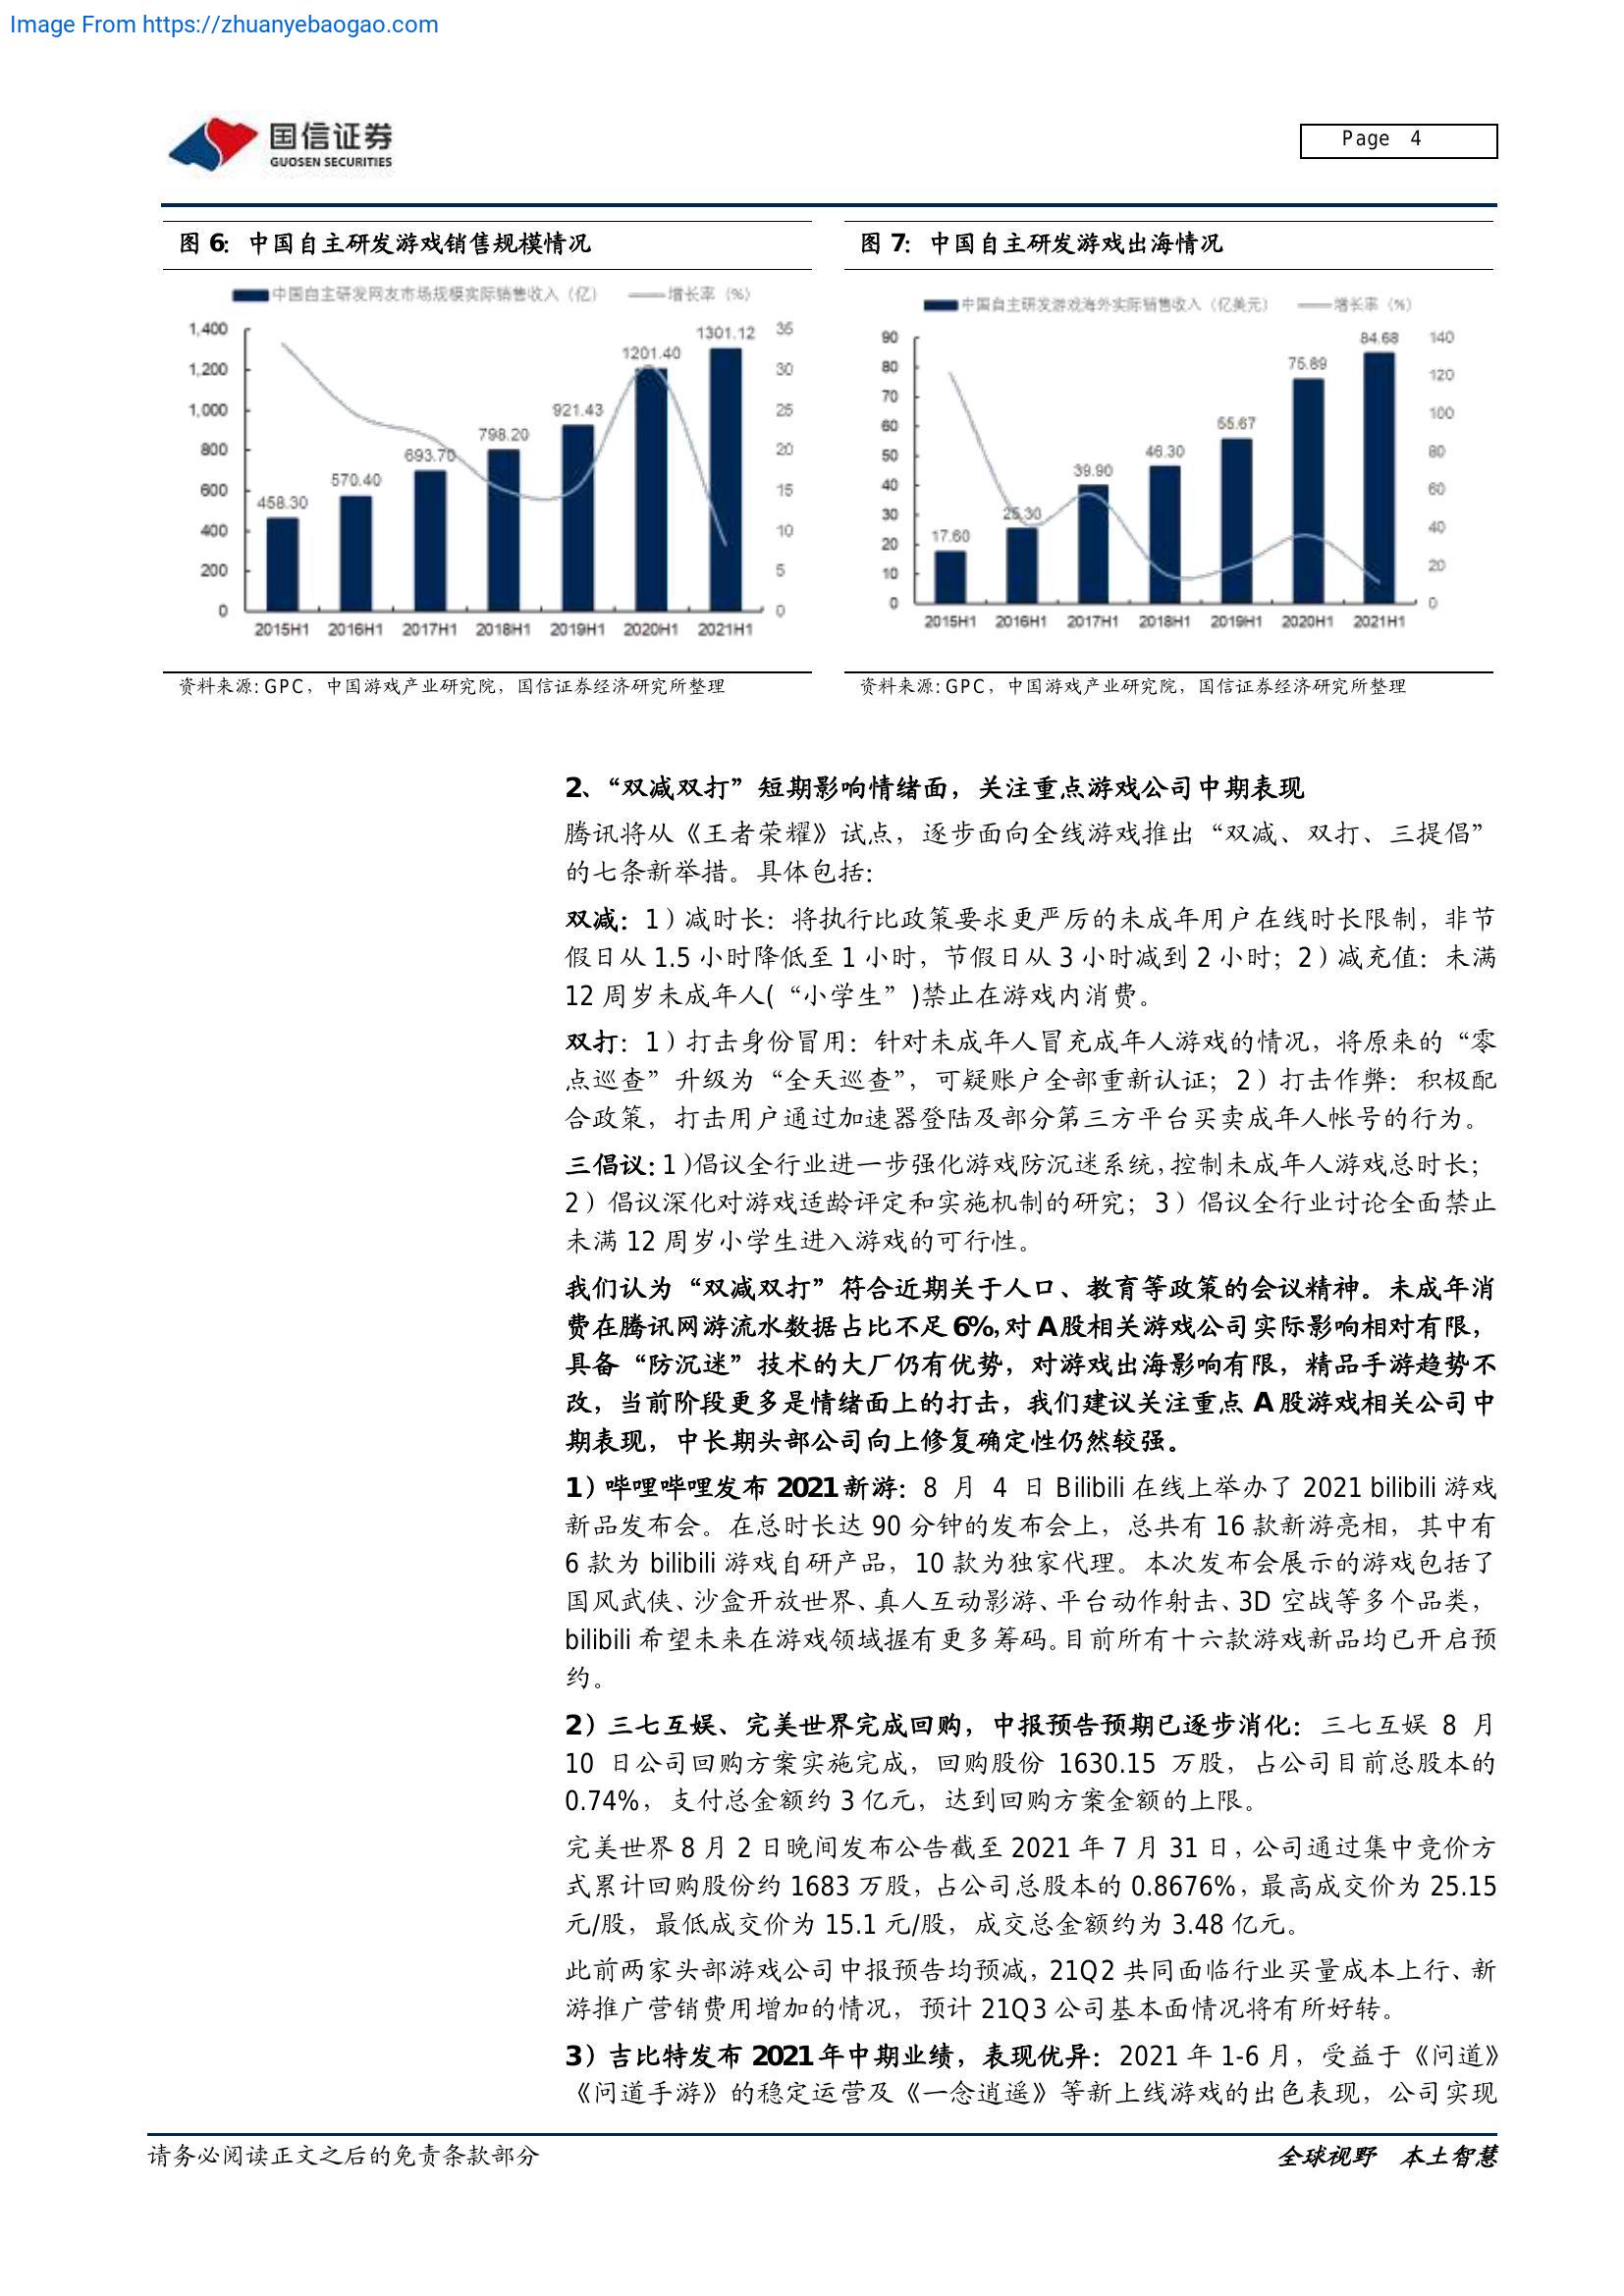 Image From https://zhuanyebaogao.com
国信证券
GUOSEN SECURITIES
Page 4
图 6：中国自主研发游戏销售规模情况
中国自主研发网友市场规模实际销售收入（亿） 增长率（%）
1,400
1,200
1,000
800
600
400
200
0
458.30
570.40
693.70
798.20
921.43
1201.40
1301.12
35
30
25
20
15
10
5
0
2015H1 2016H1 2017H1 2018H1 2019H1 2020H1 2021H1
资料来源：GPC，中国游戏产业研究院，国信证券经济研究所整理
图 7：中国自主研发游戏出海情况
中国自主研发游戏海外实际销售收入（亿美元） 增长率（%）
90
80
70
60
50
40
30
20
10
0
17.60
25.30
39.90
46.30
55.67
75.89
84.68
140
120
100
80
60
40
20
0
2015H1 2016H1 2017H1 2018H1 2019H1 2020H1 2021H1
资料来源：GPC，中国游戏产业研究院，国信证券经济研究所整理
2、“双减双打”短期影响情绪面，关注重点游戏公司中期表现
腾讯将从《王者荣耀》试点，逐步面向全线游戏推出“双减、双打、三提倡”
的七条新举措。具体包括：
双减：1）减时长：将执行比政策要求更严厉的未成年用户在线时长限制，非节
假日从 1.5 小时降低至 1 小时，节假日从 3 小时减到 2 小时；2）减充值：未满
12 周岁未成年人(“小学生”)禁止在游戏内消费。
双打：1）打击身份冒用：针对未成年人冒充成年人游戏的情况，将原来的“零
点巡查”升级为“全天巡查”，可疑账户全部重新认证；2）打击作弊：积极配
合政策，打击用户通过加速器登陆及部分第三方平台买卖成年人帐号的行为。
三倡议：1）倡议全行业进一步强化游戏防沉迷系统，控制未成年人游戏总时长；
2）倡议深化对游戏适龄评定和实施机制的研究；3）倡议全行业讨论全面禁止
未满 12 周岁小学生进入游戏的可行性。
我们认为“双减双打”符合近期关于人口、教育等政策的会议精神。未成年消
费在腾讯网游流水数据占比不足 6%，对 A 股相关游戏公司实际影响相对有限，
具备“防沉迷”技术的大厂仍有优势，对游戏出海影响有限，精品手游趋势不
改，当前阶段更多是情绪面上的打击，我们建议关注重点 A 股游戏相关公司中
期表现，中长期头部公司向上修复确定性仍然较强。
1）哔哩哔哩发布 2021 新游：8 月 4 日 Bilibili 在线上举办了 2021 bilibili 游戏
新品发布会。在总时长达 90 分钟的发布会上，总共有 16 款新游亮相，其中有
6 款为 bilibili 游戏自研产品，10 款为独家代理。本次发布会展示的游戏包括了
国风武侠、沙盒开放世界、真人互动影游、平台动作射击、3D 空战等多个品类，
bilibili 希望未来在游戏领域握有更多筹码。目前所有十六款游戏新品均已开启预
约。
2）三七互娱、完美世界完成回购，中报预告预期已逐步消化：三七互娱 8 月
10 日公司回购方案实施完成，回购股份 1630.15 万股，占公司目前总股本的
0.74%，支付总金额约 3 亿元，达到回购方案金额的上限。
完美世界 8 月 2 日晚间发布公告截至 2021 年 7 月 31 日，公司通过集中竞价方
式累计回购股份约 1683 万股，占公司总股本的 0.8676%，最高成交价为 25.15
元/股，最低成交价为 15.1 元/股，成交总金额约为 3.48 亿元。
此前两家头部游戏公司中报预告均预减，21Q2 共同面临行业买量成本上行、新
游推广营销费用增加的情况，预计 21Q3 公司基本面情况将有所好转。
3）吉比特发布 2021 年中期业绩，表现优异：2021 年 1-6 月，受益于《问道》
《问道手游》的稳定运营及《一念逍遥》等新上线游戏的出色表现，公司实现
请务必阅读正文之后的免责条款部分
全球视野 本土智慧